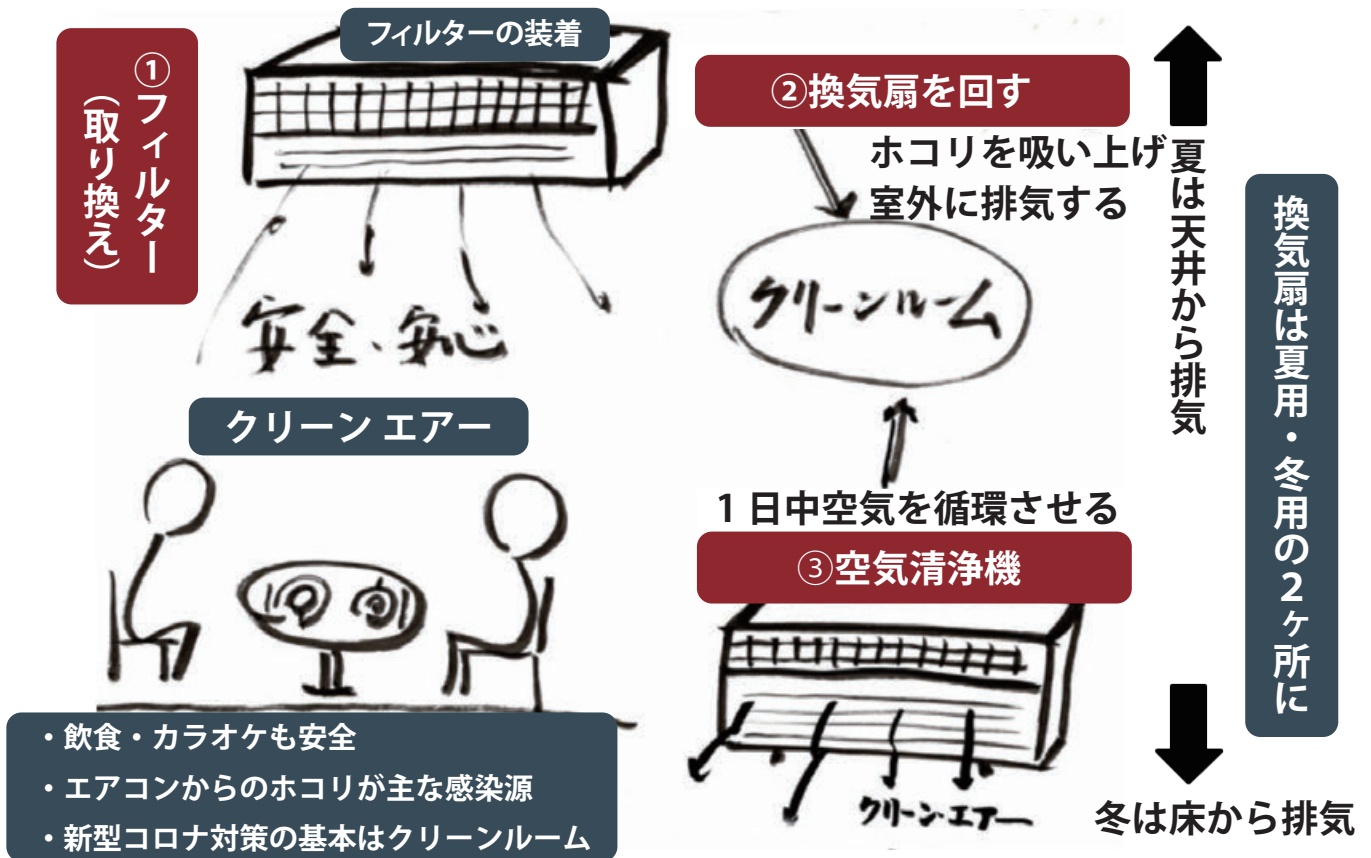 フィルターの装着
①フィルター
(取り換え)
安全、安心
クリーン エアー
・飲食・カラオケも安全
・エアコンからのホコリが主な感染源
・新型コロナ対策の基本はクリーンルーム
②換気扇を回す
ホコリを吸い上げ
室外に排気する
クリーンルーム
1日中空気を循環させる
③空気清浄機
クリーン・エアー
夏は天井から排気
換気扇は夏用・冬用の2ヶ所に
冬は床から排気